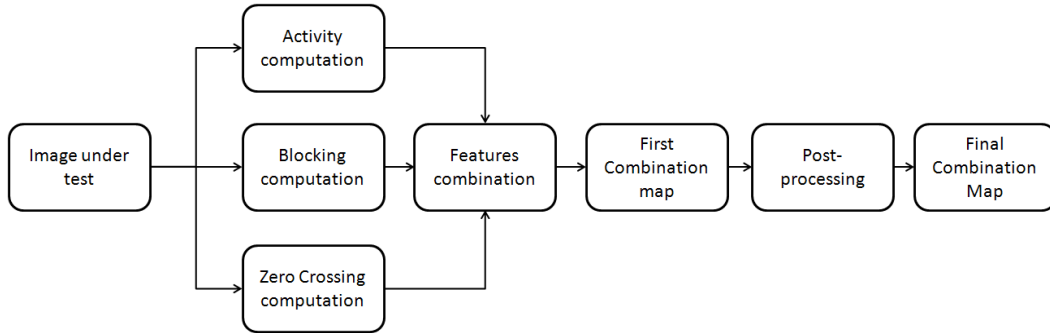 Activity
computation
Image under
test
Blocking
computation
Features
combination
First
Combination
map
Post-
processing
Final
Combination
Map
Zero Crossing
computation